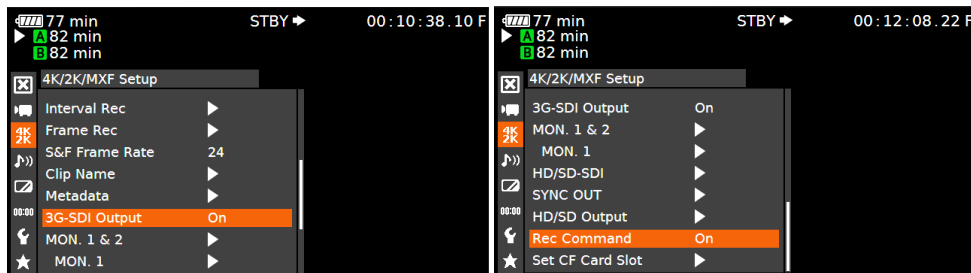 77 min STBY 00:10:38.10 F
A 82 min
B 82 min
4K/2K/MXF Setup
Interval Rec
Frame Rec
4K
2K
S&F Frame Rate 24
Clip Name
Metadata
00:00
3G-SDI Output On
MON. 1 & 2
MON. 1
77 min STBY 00:12:08.22 F
A 82 min
B 82 min
4K/2K/MXF Setup
3G-SDI Output On
MON. 1 & 2
4K
2K
MON. 1
HD/SD-SDI
SYNC OUT
00:00
HD/SD Output
Rec Command On
Set CF Card Slot